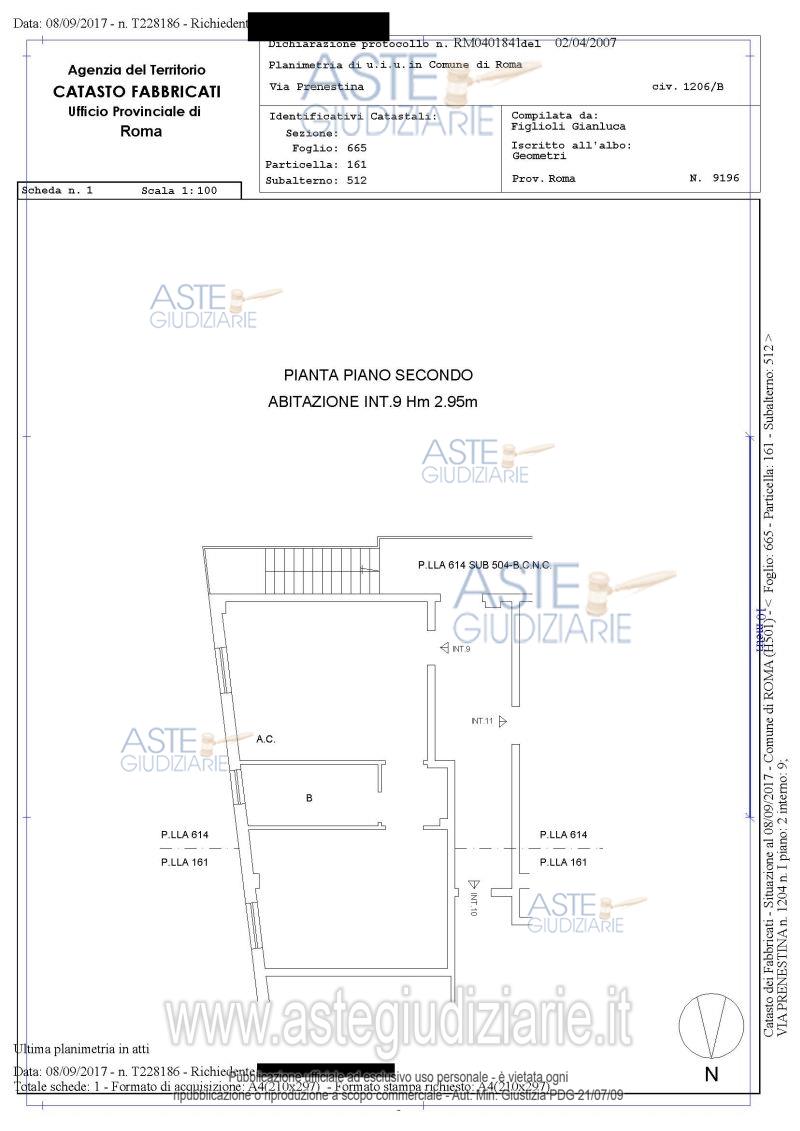 Data: 08/09/2017 - n. T228186 - Richiedent
Agenzia del Territorio
CATASTO FABBRICATI
Ufficio Provinciale di
Roma
Dichiarazione protocollo n. RM0401841del 02/04/2007
Planimetria di u.i.u.in Comune di Roma
Via Prenestina
civ. 1206/B
Identificativi Catastali:
Sezione:
Foglio: 665
Particella: 161
Subalterno: 512
Compilata da:
Figlioli Gianluca
Iscritto all'albo:
Geometri
Prov. Roma
N. 9196
Scheda n. 1
Scala 1:100
ASTE
GIUDIZIARIE
ASTE
GIUDIZIARIE
PIANTA PIANO SECONDO
ABITAZIONE INT.9 Hm 2.95m
ASTE
GIUDIZIARIE
P.LLA 614 SUB 504-B.C.N.C.
ASTE
GIUDIZIARIE
INT.9
INT.11
A.C.
ASTE
GIUDIZIARIE
B
P.LLA 614
P.LLA 161
P.LLA 614
P.LLA 161
INT.10
ASTE
GIUDIZIARIE
10 metri
Catasto dei Fabbricati - Situazione al 08/09/2017 - Comune di ROMA (H501) - < Foglio: 665 - Particella: 161 - Subalterno: 512 >
VIA PRENESTINA n. 1204 n. I piano: 2 interno: 9;
www.astegiudiziarie.it
N
Ultima planimetria in atti
Data: 08/09/2017 - n. T228186 - Richiedente
Totale schede: 1 - Formato di acquisizione: A4(210x297) - Formato stampa richiesto: A4(210x297)
Pubblicazione ufficiale ad esclusivo uso personale - è vietata ogni
ripubblicazione o riproduzione a scopo commerciale - Aut. Min. Giustizia PDG 21/07/09